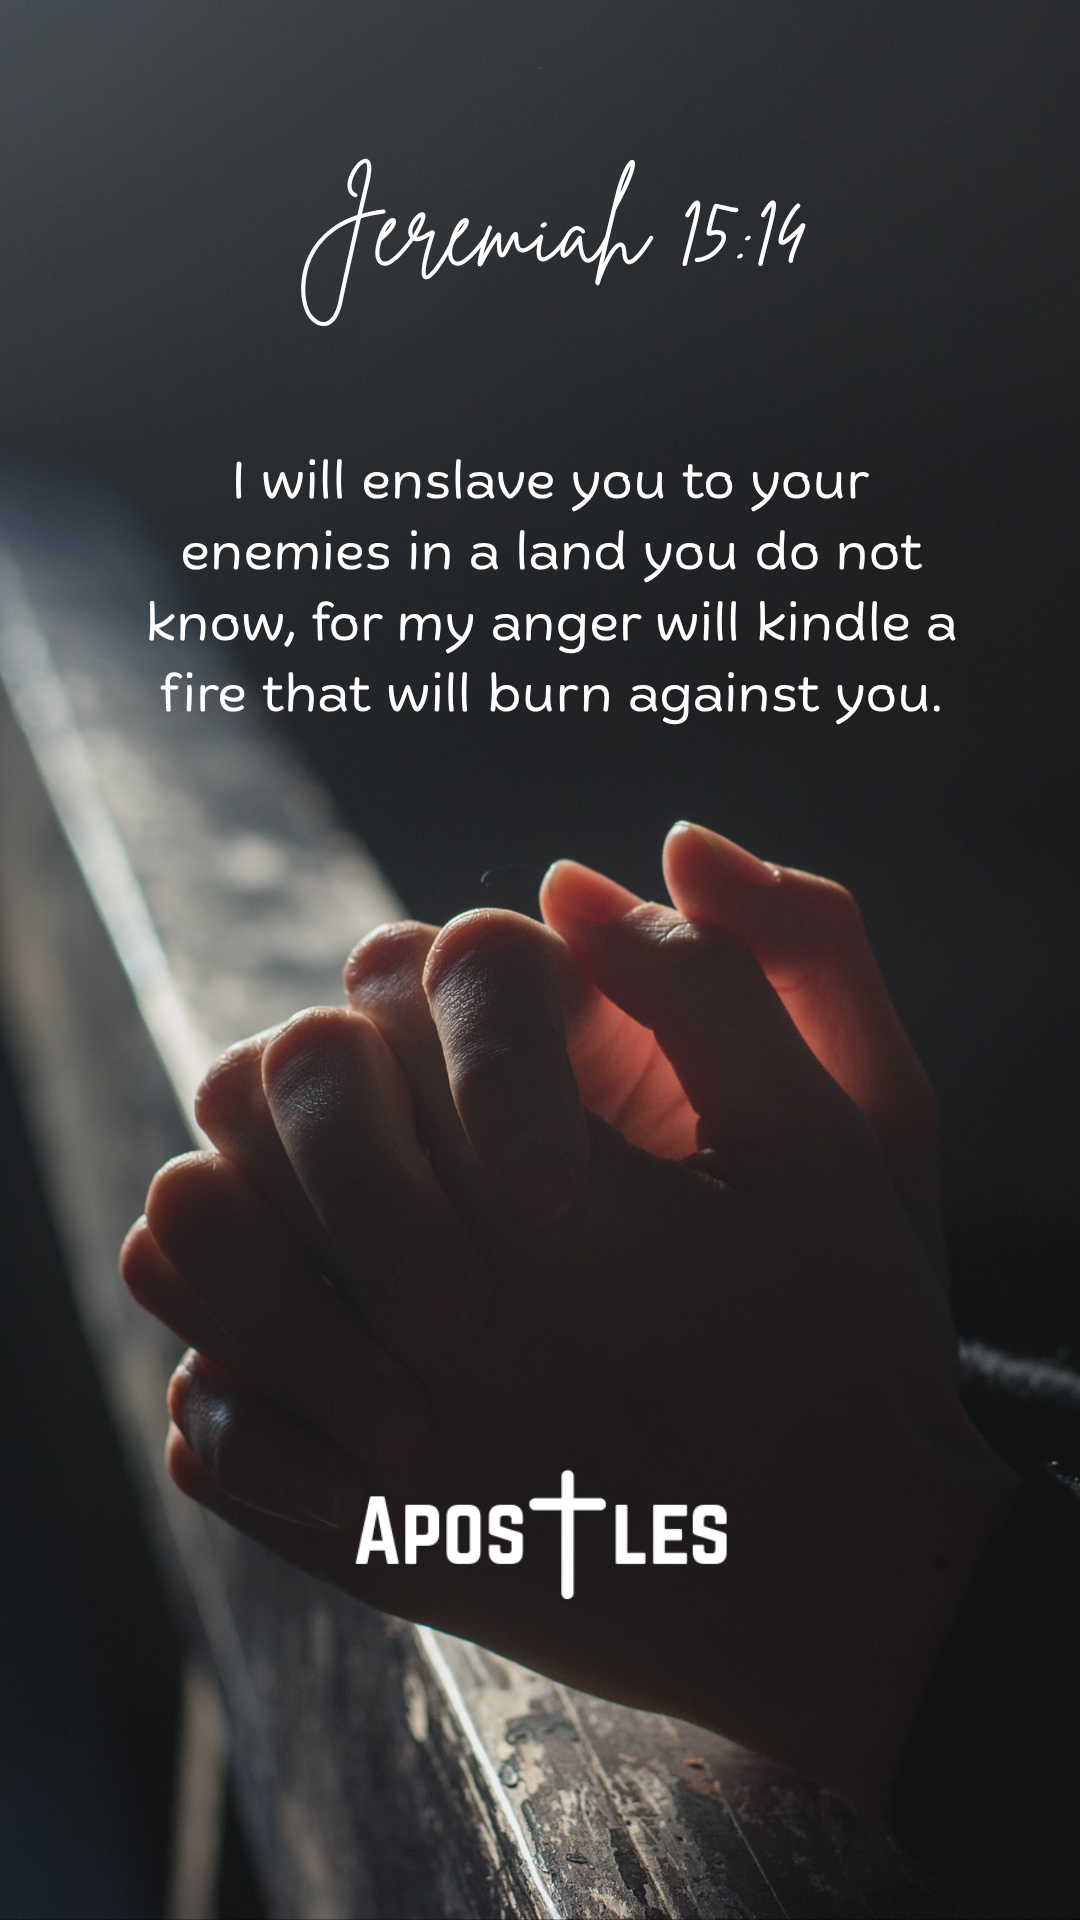 Jeremiah 15:14
I will enslave you to your
enemies in a land you do not
know, for my anger will kindle a
fire that will burn against you.
APOSTLES